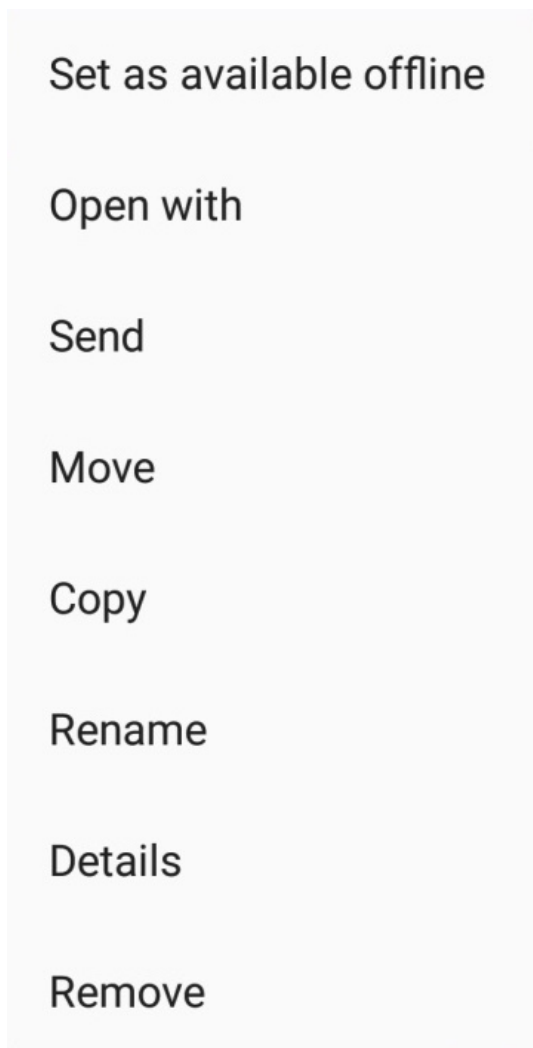 Set as available offline
Open with
Send
Move
Copy
Rename
Details
Remove